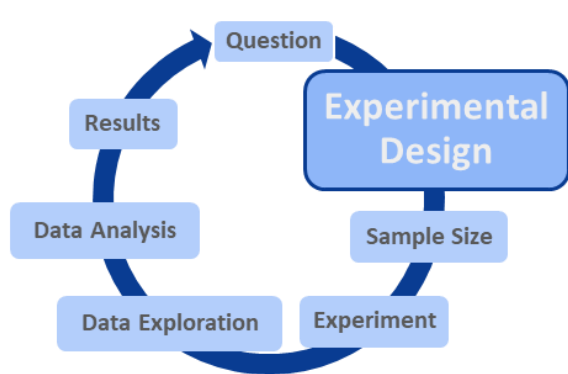 Question
Experimental
Design
Sample Size
Experiment
Data Exploration
Data Analysis
Results